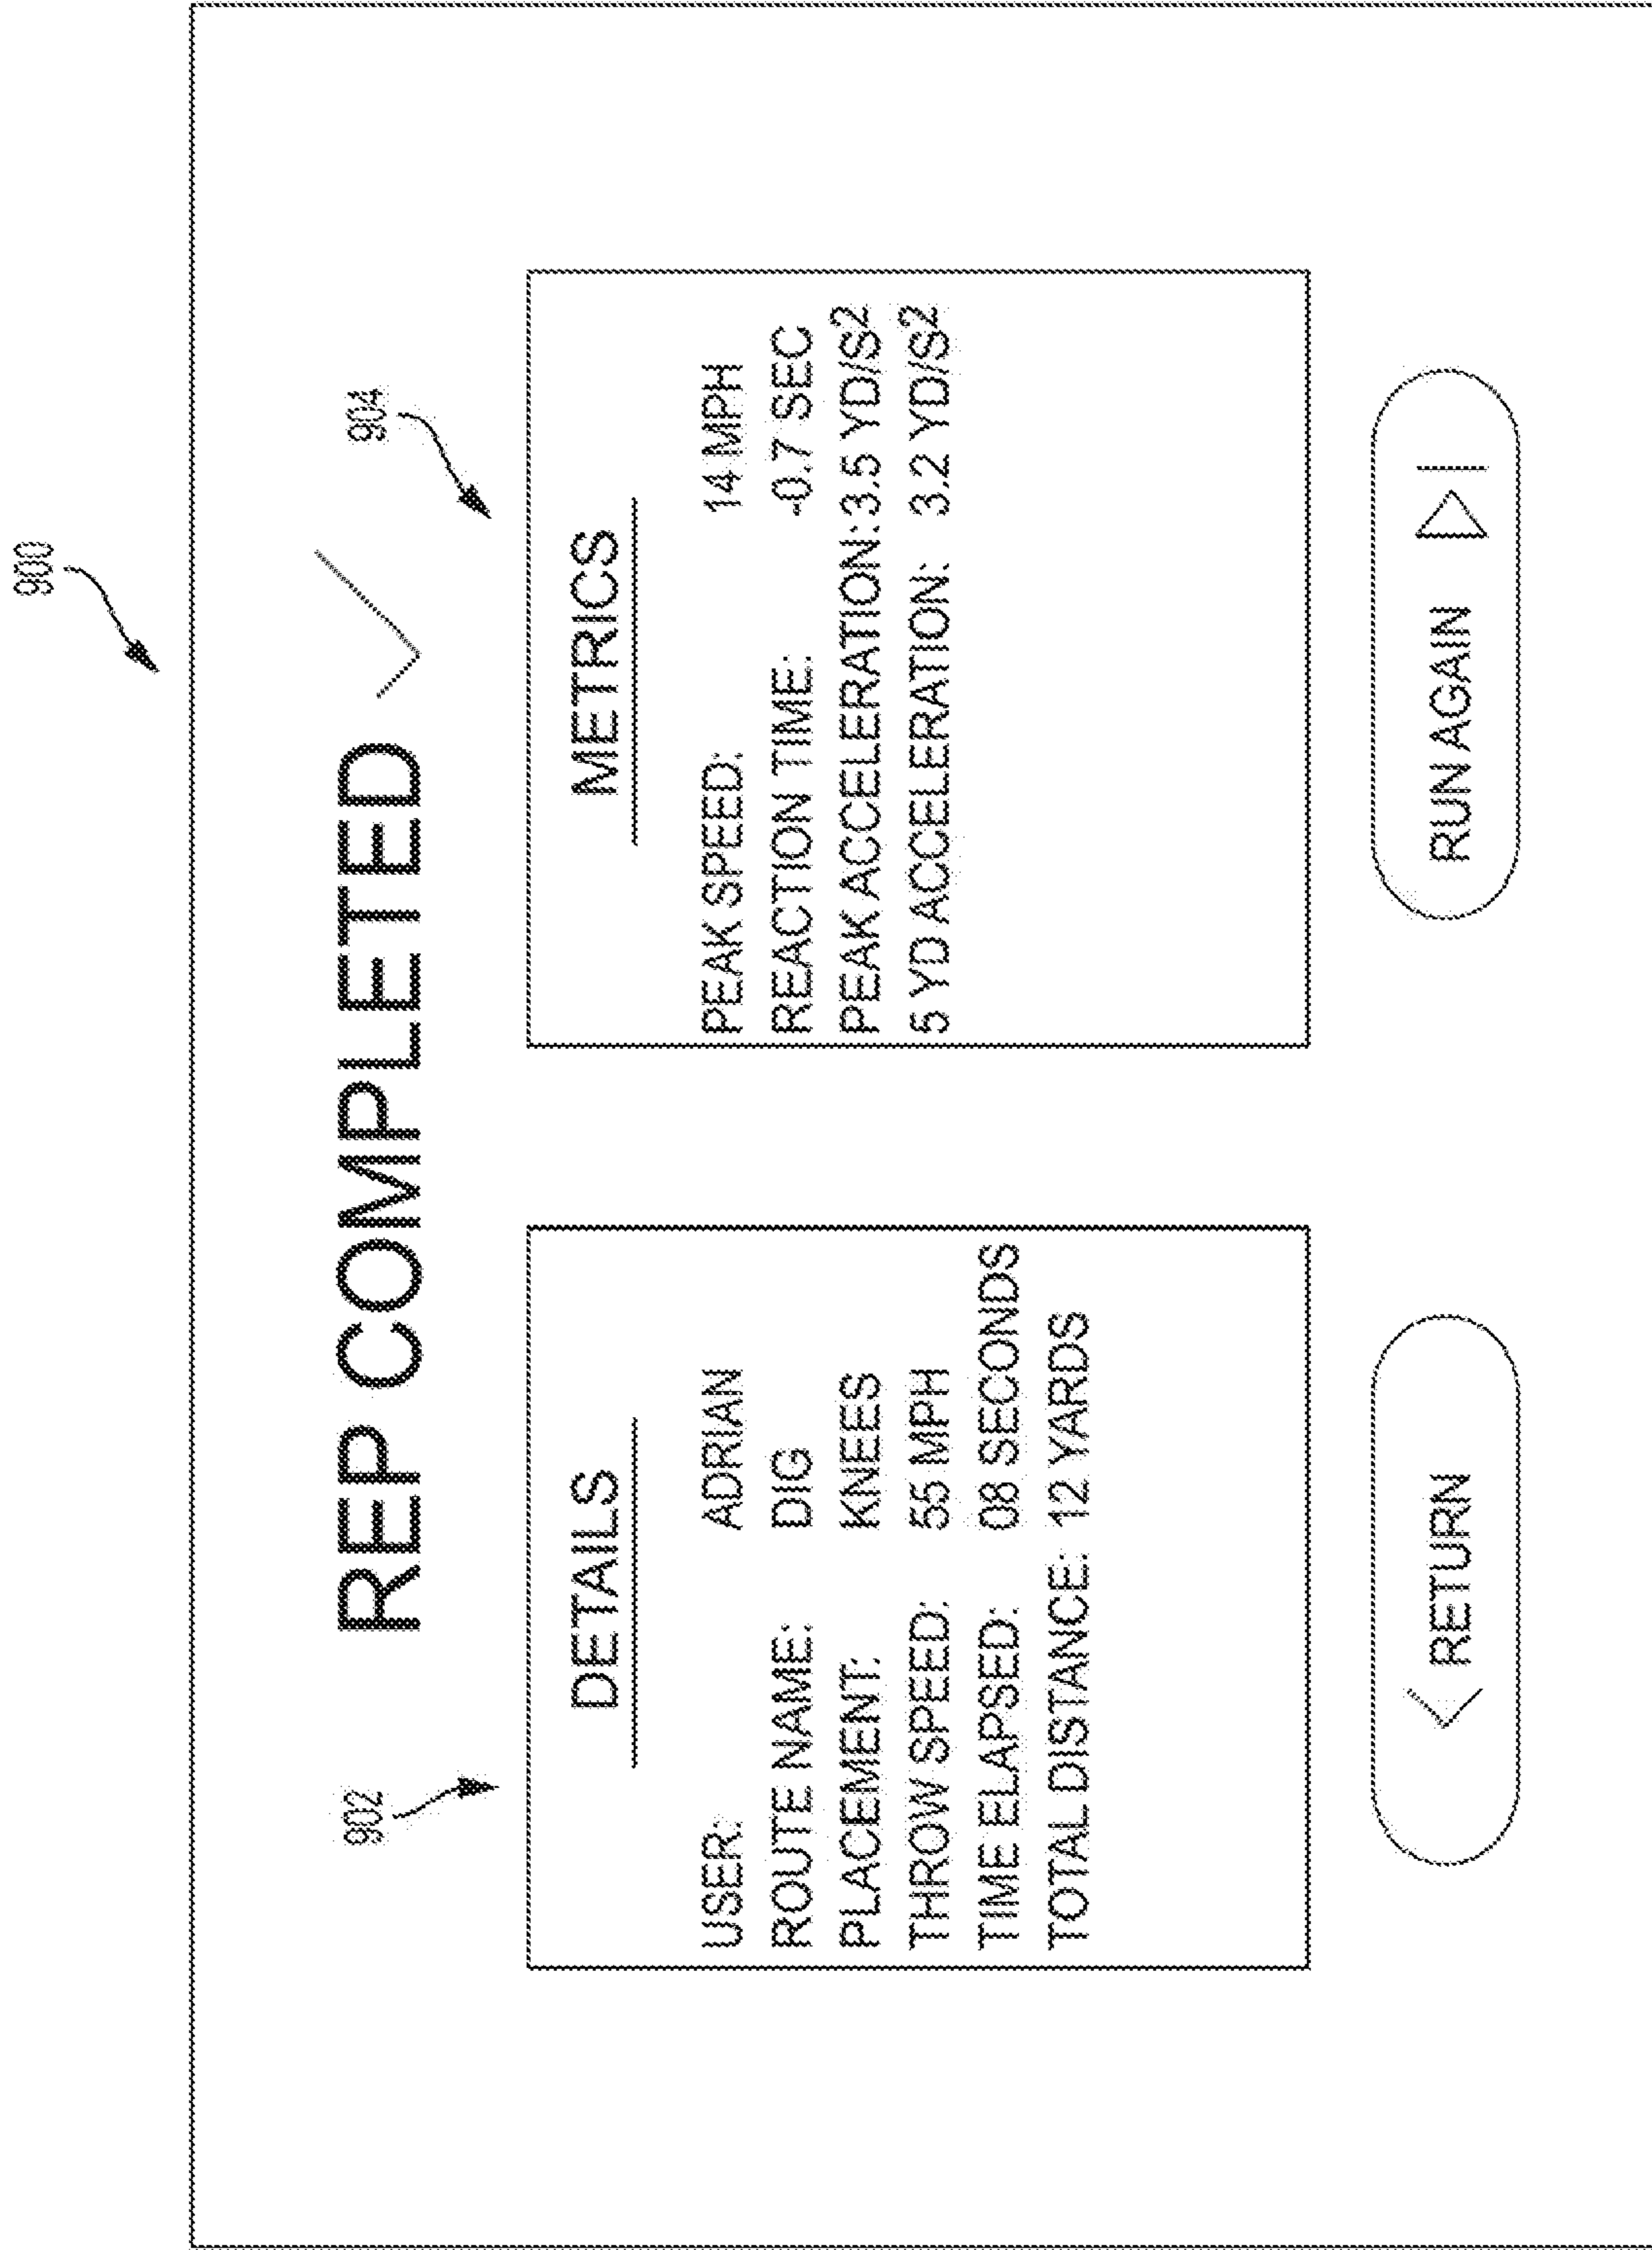 900
REP COMPLETED
902
904
DETAILS
USER: ADRIAN
ROUTE NAME: DIG
PLACEMENT: KNEES
THROW SPEED: 55 MPH
TIME ELAPSED: 08 SECONDS
TOTAL DISTANCE: 12 YARDS
METRICS
PEAK SPEED: 14 MPH
REACTION TIME: -0.7 SEC
PEAK ACCELERATION: 3.5 YD/S²
5 YD ACCELERATION: 3.2 YD/S²
RETURN
RUN AGAIN